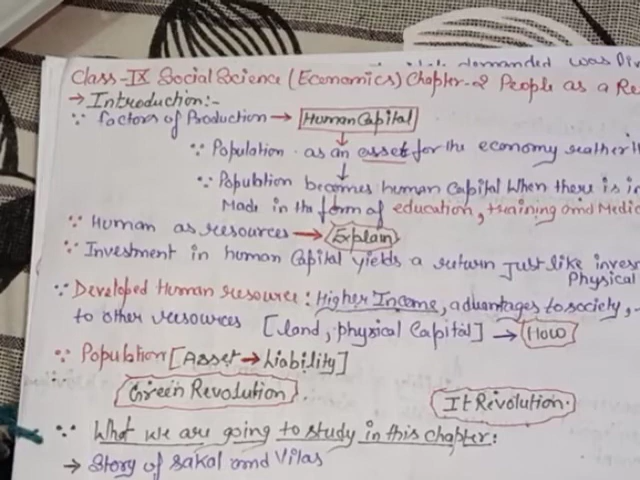 demanded was
Class-IX Social Science (Economics) Chapter-2 People as a Re
→ Introduction:-
∵ factors of Production → Human Capital
∵ Population as an asset for the economy reather th
∵ Population becomes human Capital When there is in
Made in the form of education, training and Medic
∵ Human as resources → Explain
∵ Investment in human Capital yields a return Just like inves
Physical
∵ Developed Human resource: Higher Income, advantages to society,
to other resources [land, physical Capital] → How
∵ Population [Asset → Liability]
Green Revolution. It Revolution.
∵ What we are going to study in this chapter:
→ Story of Sakal and Vilas